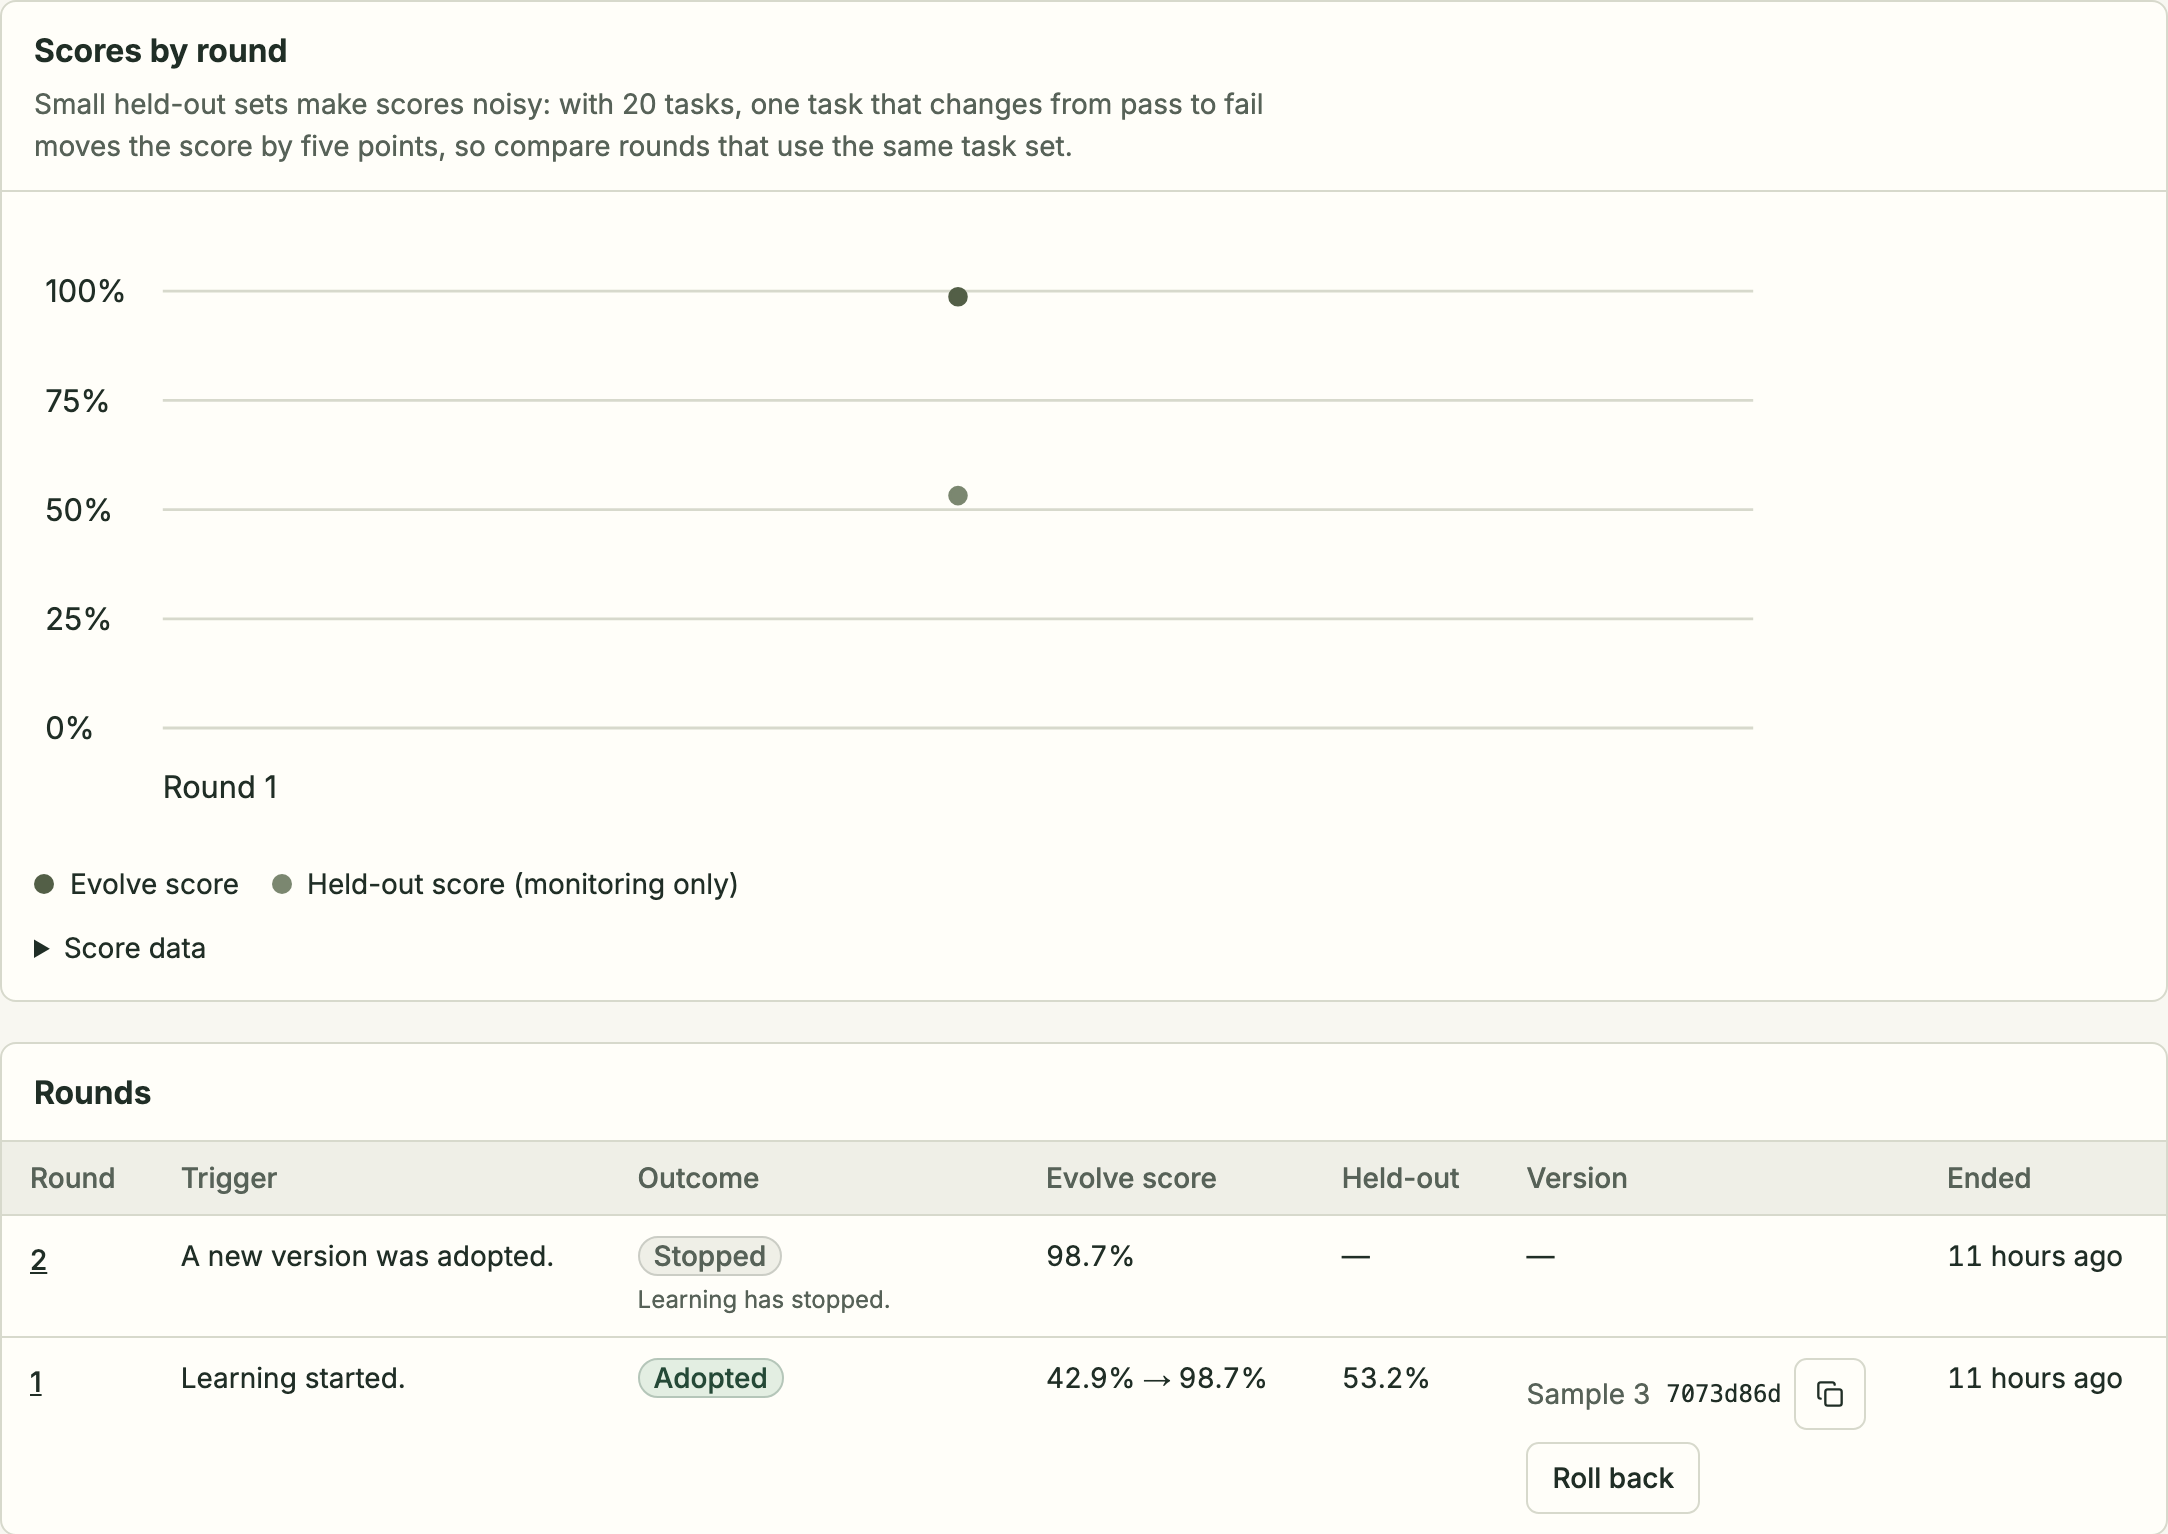 Scores by round
Small held-out sets make scores noisy: with 20 tasks, one task that changes from pass to fail
moves the score by five points, so compare rounds that use the same task set.
100%
75%
50%
25%
0%
Round 1
Evolve score
Held-out score (monitoring only)
Score data
Rounds
Round Trigger Outcome Evolve score Held-out Version Ended
2 A new version was adopted. Stopped 98.7% — — 11 hours ago
Learning has stopped.
1 Learning started. Adopted 42.9% → 98.7% 53.2% Sample 3 7073d86d 11 hours ago
Roll back